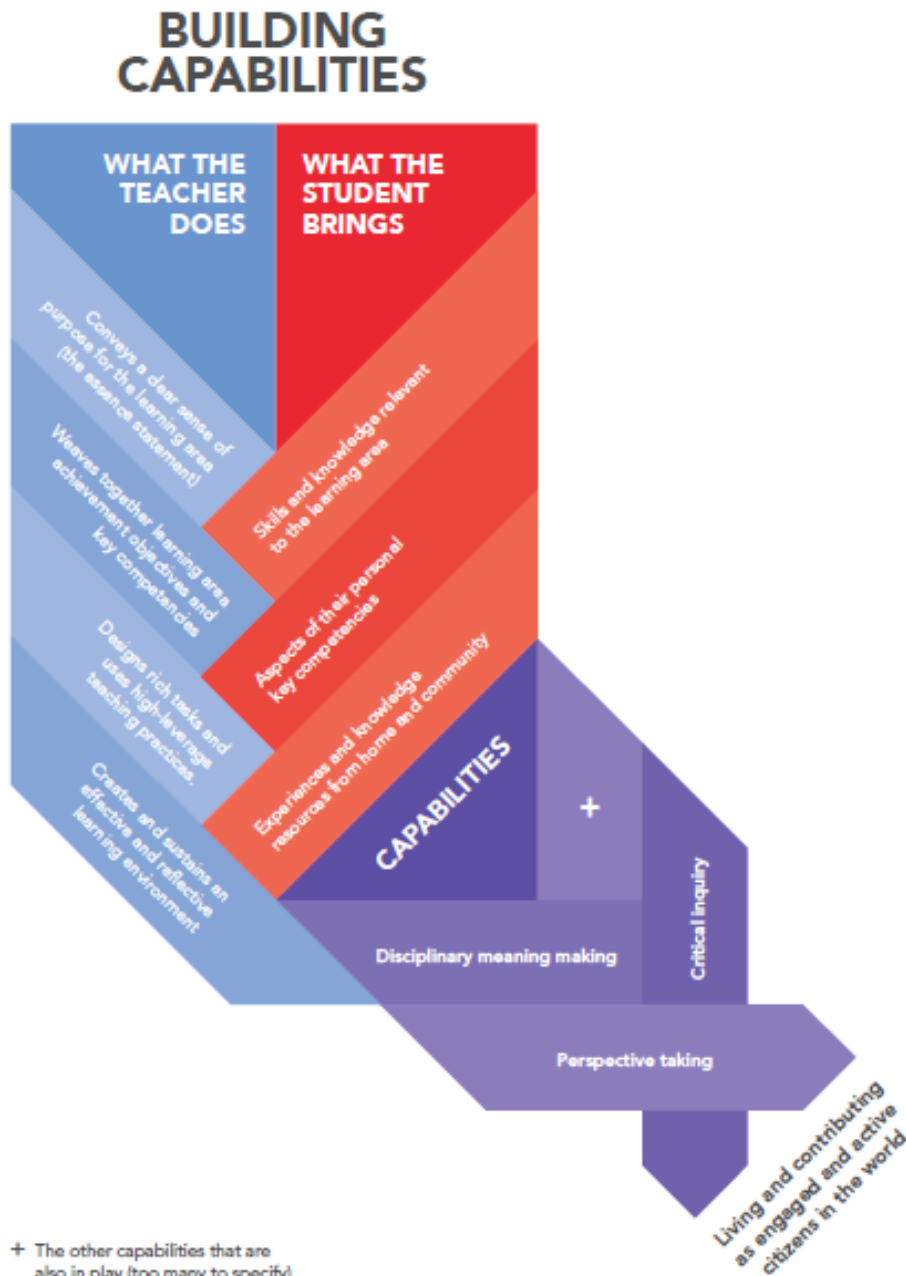 BUILDING
CAPABILITIES
WHAT THE
TEACHER
DOES
WHAT THE
STUDENT
BRINGS
Conveys a clear sense of
purpose for the learning area
(the essence statement)
Weaves together learning area
achievement objectives and
key competencies
Designs rich tasks and
uses high-leverage
teaching practices.
Creates and sustains an
effective and reflective
learning environment
Skills and knowledge relevant
to the learning area
Aspects of their personal
key competencies
Experiences and knowledge
resources from home and community
CAPABILITIES
+
Critical inquiry
Disciplinary meaning making
Perspective taking
Living and contributing
as engaged and active
citizens in the world
+ The other capabilities that are
also in play (too many to specify)